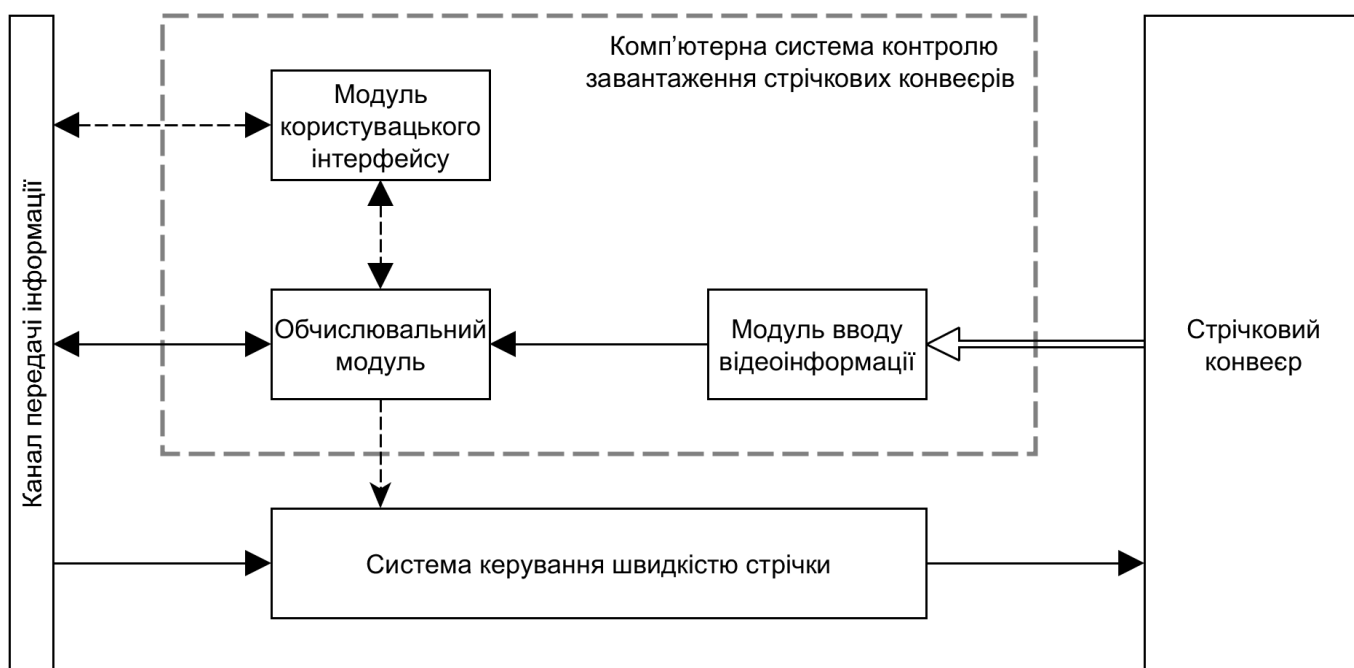 Комп’ютерна система контролю
завантаження стрічкових конвеєрів
Модуль
користувацького
інтерфейсу
Канал передачі інформації
Обчислювальний
модуль
Модуль вводу
відеоінформації
Стрічковий
конвеєр
Система керування швидкістю стрічки